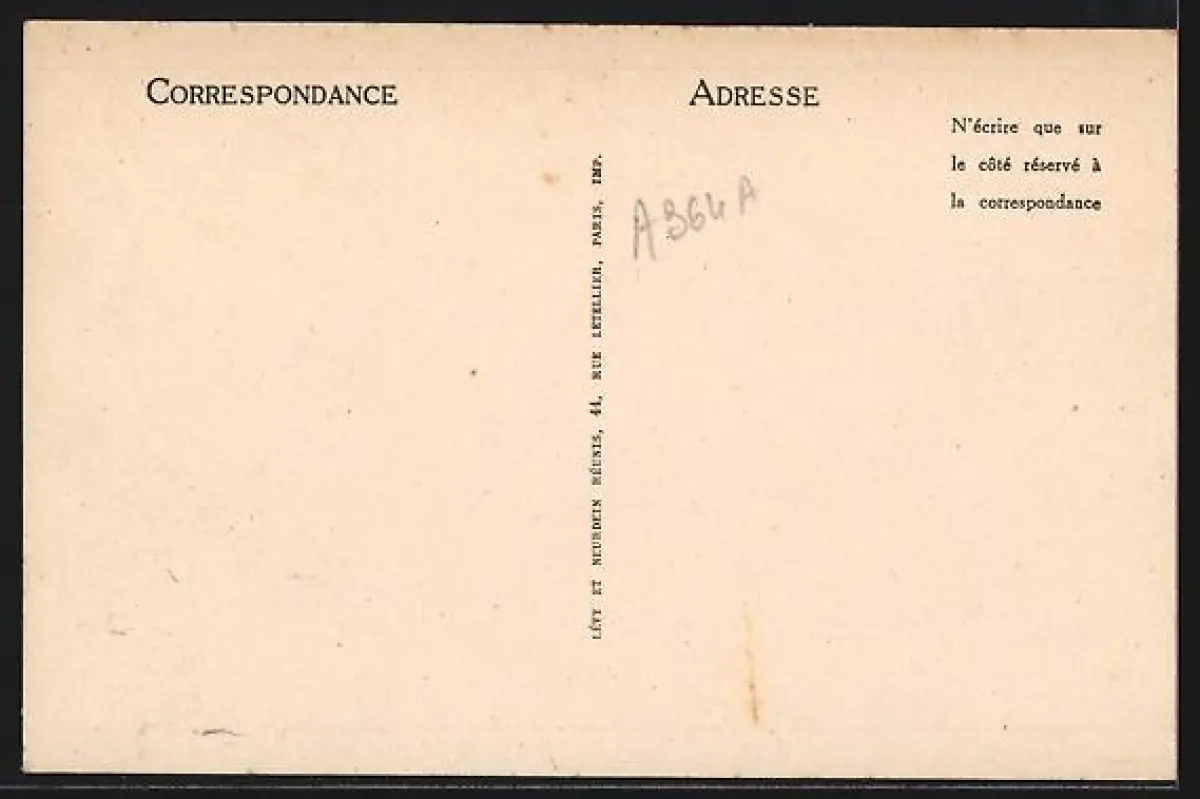 CORRESPONDANCE
ADRESSE
N'écrire que sur
le côté réservé à
la correspondance
LÉVY ET NEURDEIN RÉUNIS, 44, RUE LETELLIER, PARIS, IMP.
A964A